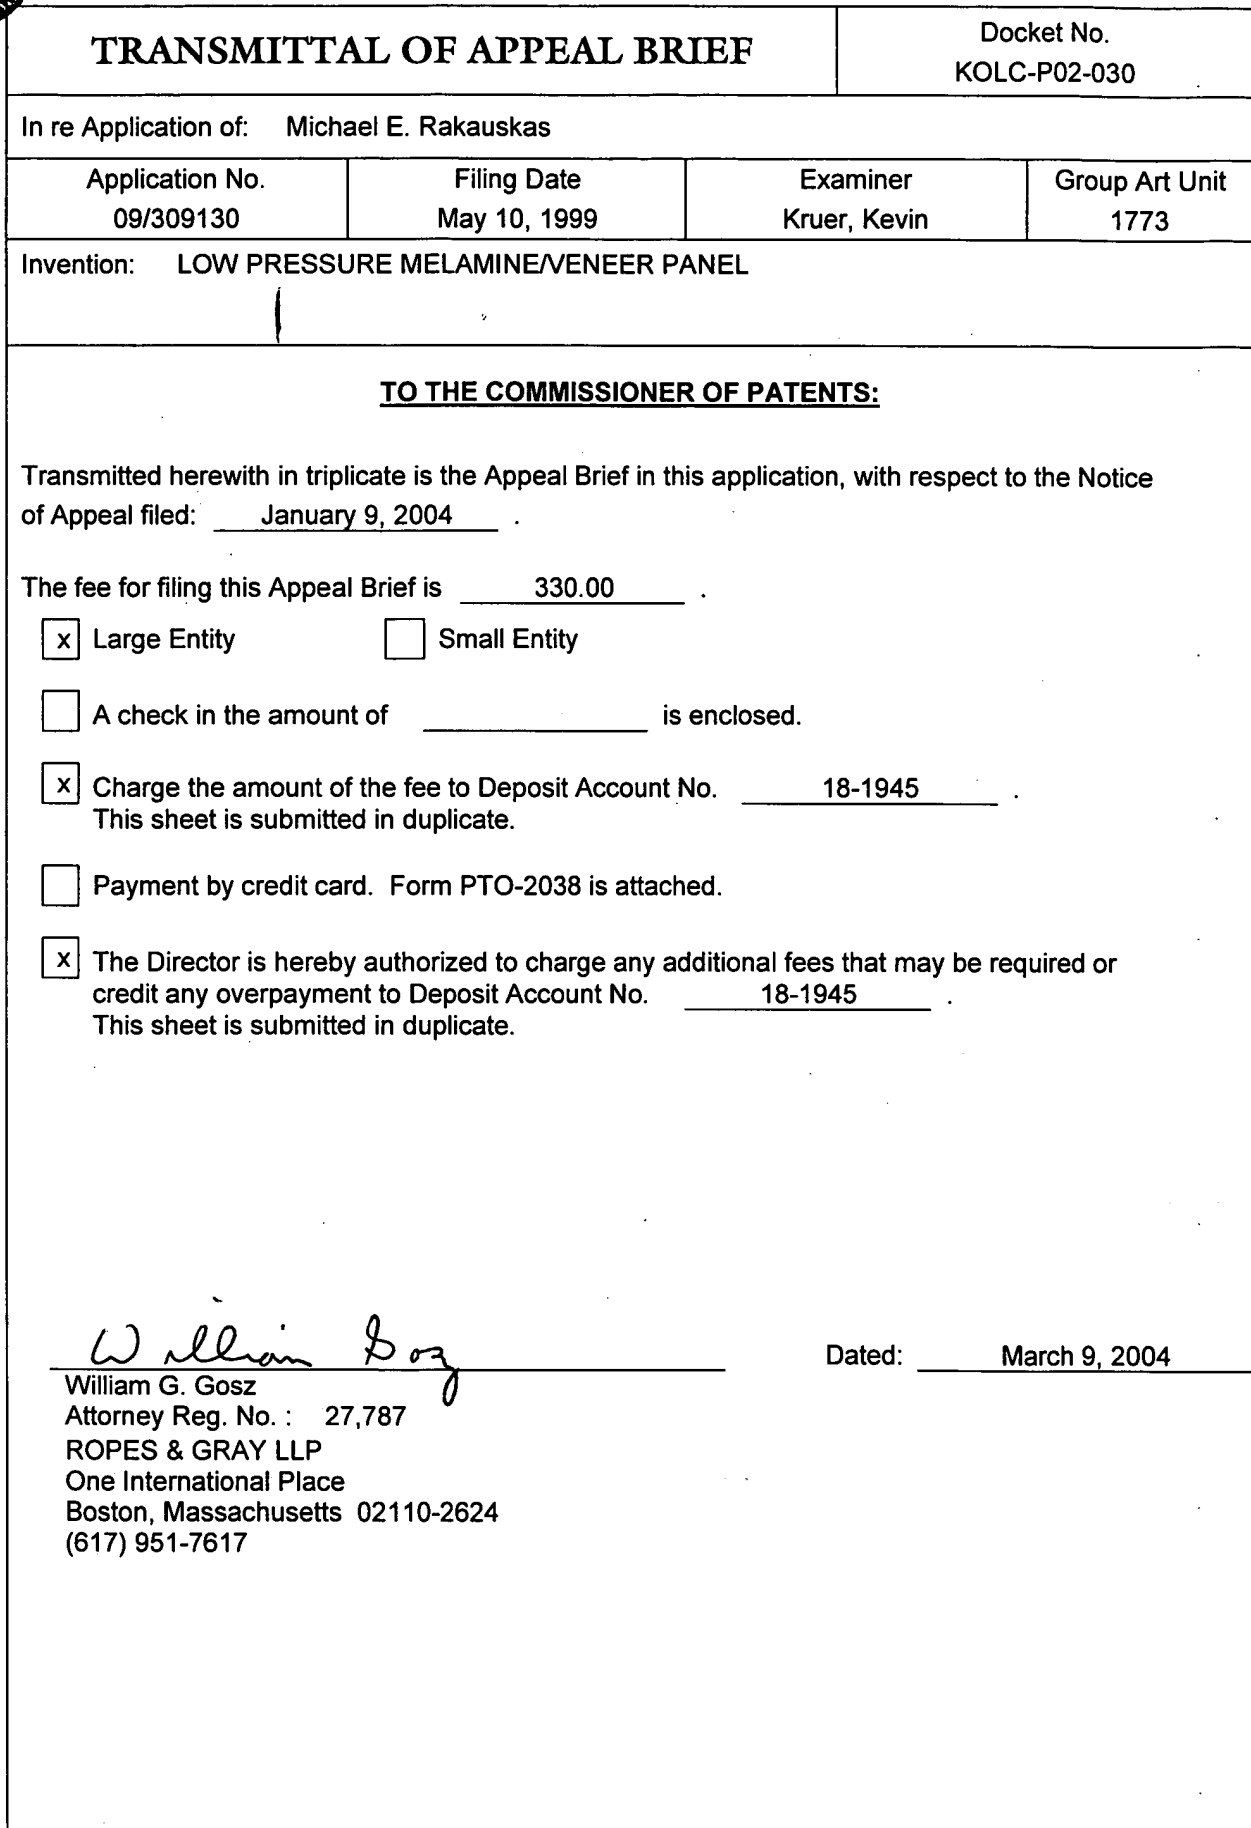 TRANSMITTAL OF APPEAL BRIEF
Docket No.
KOLC-P02-030
In re Application of: Michael E. Rakauskas
Application No.
09/309130
Filing Date
May 10, 1999
Examiner
Kruer, Kevin
Group Art Unit
1773
Invention: LOW PRESSURE MELAMINE/VENEER PANEL
TO THE COMMISSIONER OF PATENTS:
Transmitted herewith in triplicate is the Appeal Brief in this application, with respect to the Notice
of Appeal filed: January 9, 2004 .
The fee for filing this Appeal Brief is 330.00 .
x Large Entity Small Entity
A check in the amount of is enclosed.
x Charge the amount of the fee to Deposit Account No. 18-1945 .
This sheet is submitted in duplicate.
Payment by credit card. Form PTO-2038 is attached.
x The Director is hereby authorized to charge any additional fees that may be required or
credit any overpayment to Deposit Account No. 18-1945 .
This sheet is submitted in duplicate.
William Gosz
Dated: March 9, 2004
William G. Gosz
Attorney Reg. No. : 27,787
ROPES & GRAY LLP
One International Place
Boston, Massachusetts 02110-2624
(617) 951-7617